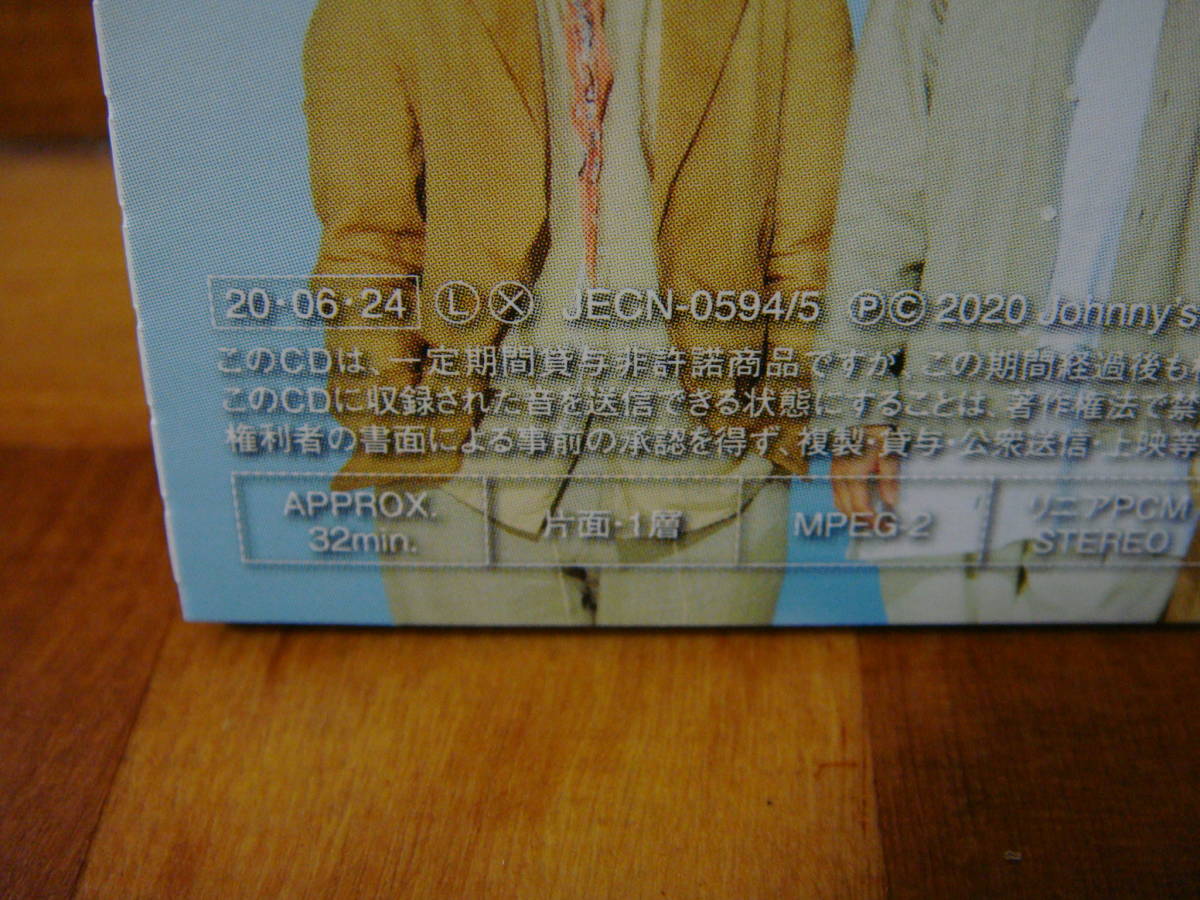 20・06・24 Ⓛ Ⓧ JECN-0594/5 ℗© 2020 Johnny's
このCDは、一定期間貸与非許諾商品ですが、この期間経過後も
このCDに収録された音を送信できる状態にすることは、著作権法で禁
権利者の書面による事前の承認を得ず、複製・貸与・公衆送信・上映等
APPROX. 32min.
片面・1層
MPEG-2
リニアPCM STEREO